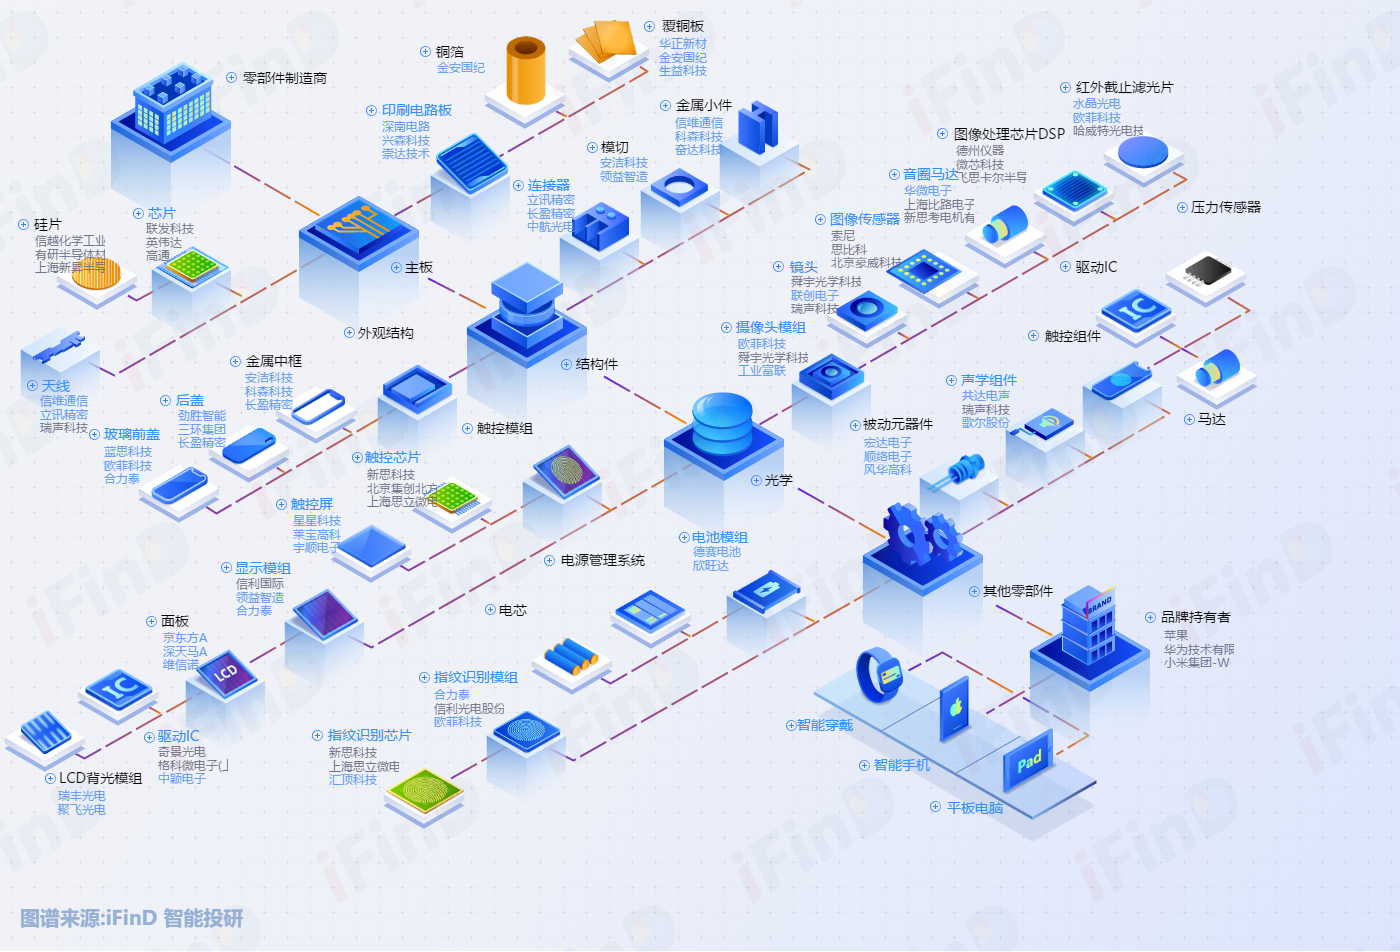 零部件制造商
铜箔
金安国纪
覆铜板
华正新材
金安国纪
生益科技
印刷电路板
深南电路
兴森科技
崇达技术
金属小件
信维通信
科森科技
奋达科技
模切
安洁科技
领益智造
连接器
立讯精密
长盈精密
中航光电
红外截止滤光片
水晶光电
欧菲科技
哈威特光电技
图像处理芯片DSP
德州仪器
微芯科技
飞思卡尔半导
音圈马达
华微电子
上海比路电子
新思考电机有
图像传感器
索尼
思比科
北京豪威科技
镜头
舜宇光学科技
联创电子
瑞声科技
摄像头模组
欧菲科技
舜宇光学科技
工业富联
压力传感器
驱动IC
IC
触控组件
马达
声学组件
共达电声
瑞声科技
歌尔股份
被动元器件
宏达电子
顺络电子
风华高科
硅片
信越化学工业
有研半导体材
上海新昇半导
芯片
联发科技
英伟达
高通
天线
信维通信
立讯精密
瑞声科技
主板
外观结构
结构件
金属中框
安洁科技
科森科技
长盈精密
后盖
劲胜智能
三环集团
长盈精密
玻璃前盖
蓝思科技
欧菲科技
合力泰
触控模组
触控芯片
新思科技
北京集创北方
上海思立微电
触控屏
星星科技
莱宝高科
宇顺电子
光学
显示模组
信利国际
领益智造
合力泰
面板
京东方A
深天马A
维信诺
LCD
IC
驱动IC
奇景光电
格科微电子(上
中颖电子
LCD背光模组
瑞丰光电
聚飞光电
电源管理系统
电池模组
德赛电池
欣旺达
电芯
指纹识别模组
合力泰
信利光电股份
欧菲科技
指纹识别芯片
新思科技
上海思立微电
汇顶科技
其他零部件
BRAND
品牌持有者
苹果
华为技术有限
小米集团-W
智能穿戴
智能手机
Pad
平板电脑
图谱来源:iFinD 智能投研
iFinD